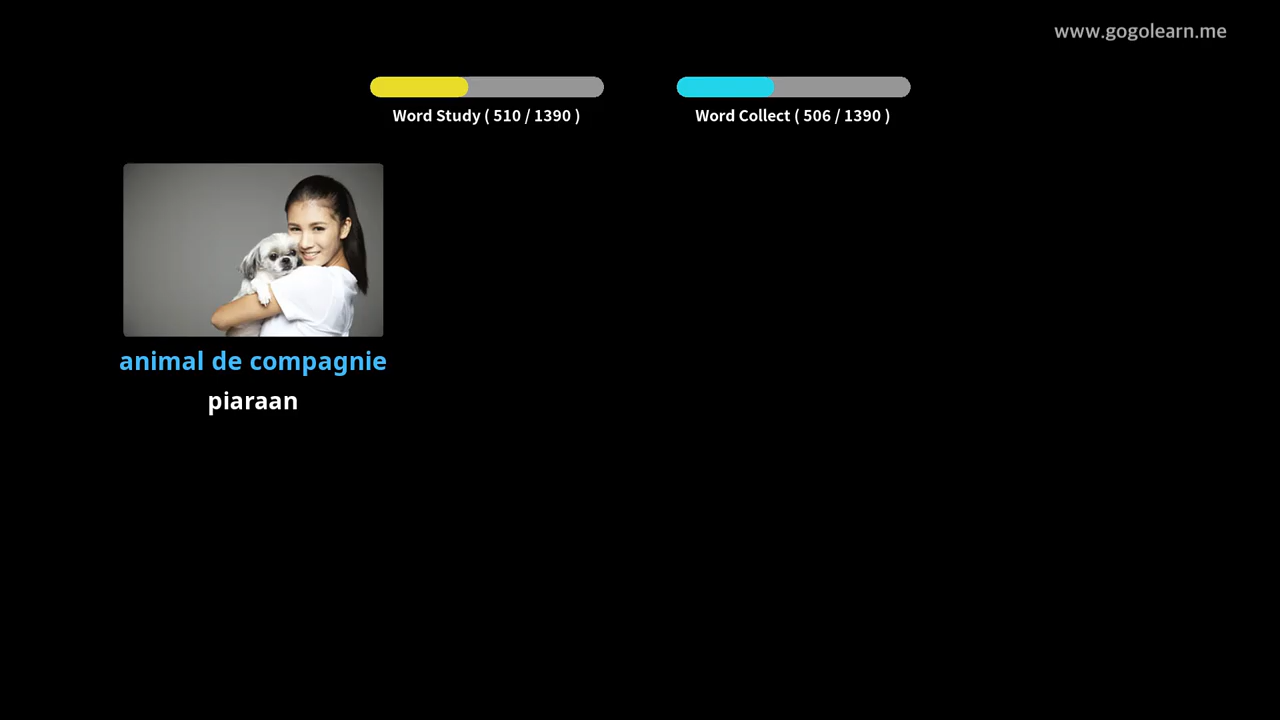 www.gogolearn.me
Word Study ( 510 / 1390 )
Word Collect ( 506 / 1390 )
animal de compagnie
piaraan